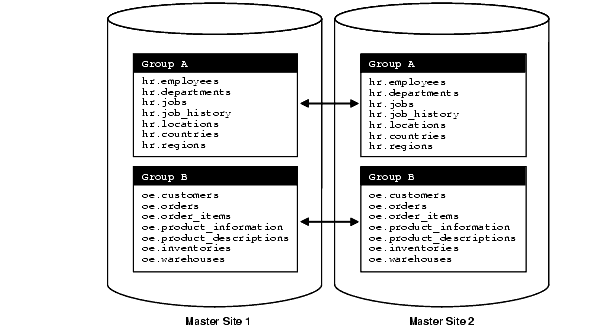 Group A
hr.employees
hr.departments
hr.jobs
hr.job_history
hr.locations
hr.countries
hr.regions
Group B
oe.customers
oe.orders
oe.order_items
oe.product_information
oe.product_descriptions
oe.inventories
oe.warehouses
Master Site 1
Group A
hr.employees
hr.departments
hr.jobs
hr.job_history
hr.locations
hr.countries
hr.regions
Group B
oe.customers
oe.orders
oe.order_items
oe.product_information
oe.product_descriptions
oe.inventories
oe.warehouses
Master Site 2